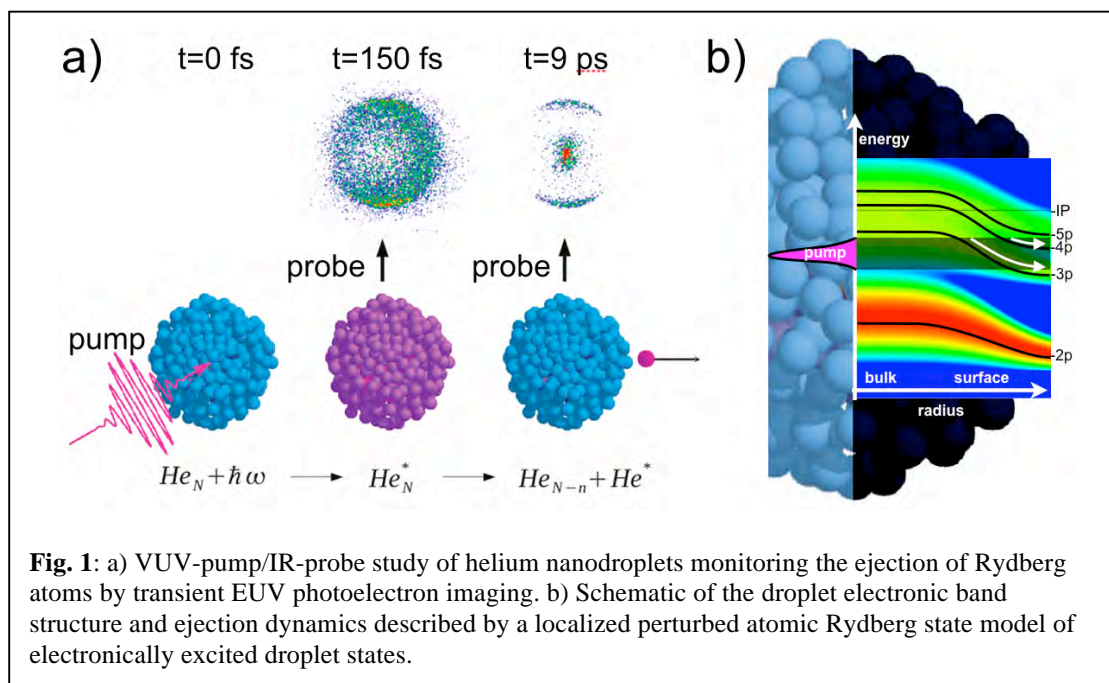 a)
t=0 fs
t=150 fs
t=9 ps
probe
probe
pump
He_N + ħω → He*_N → He_{N-n} + He*
b)
energy
IP
5p
4p
pump
3p
2p
bulk
surface
radius
Fig. 1: a) VUV-pump/IR-probe study of helium nanodroplets monitoring the ejection of Rydberg
atoms by transient EUV photoelectron imaging. b) Schematic of the droplet electronic band
structure and ejection dynamics described by a localized perturbed atomic Rydberg state model of
electronically excited droplet states.